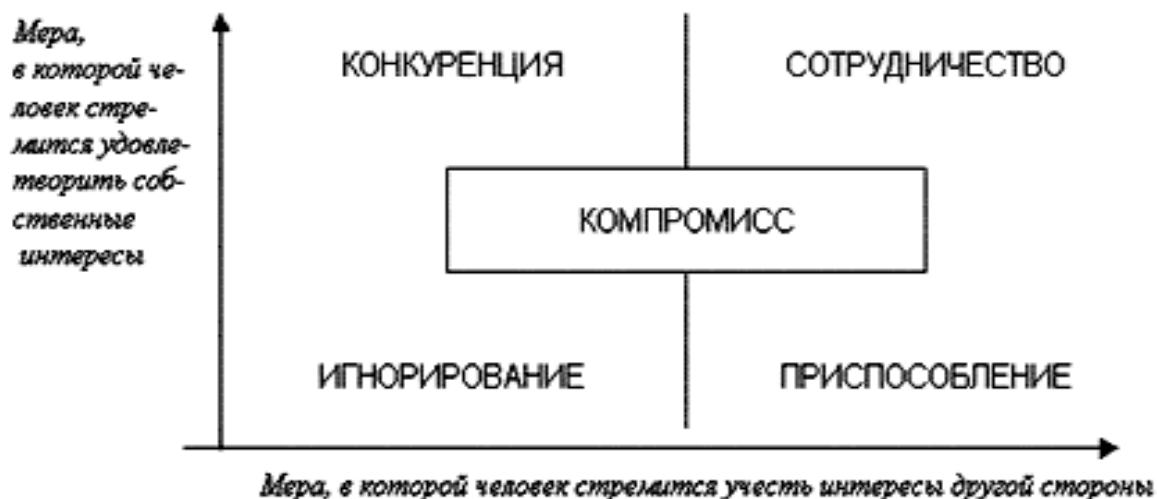 Мера,
в которой че-
ловек стре-
мится удовле-
творить соб-
ственные
интересы
КОНКУРЕНЦИЯ
СОТРУДНИЧЕСТВО
КОМПРОМИСС
ИГНОРИРОВАНИЕ
ПРИСПОСОБЛЕНИЕ
Мера, в которой человек стремится учесть интересы другой стороны